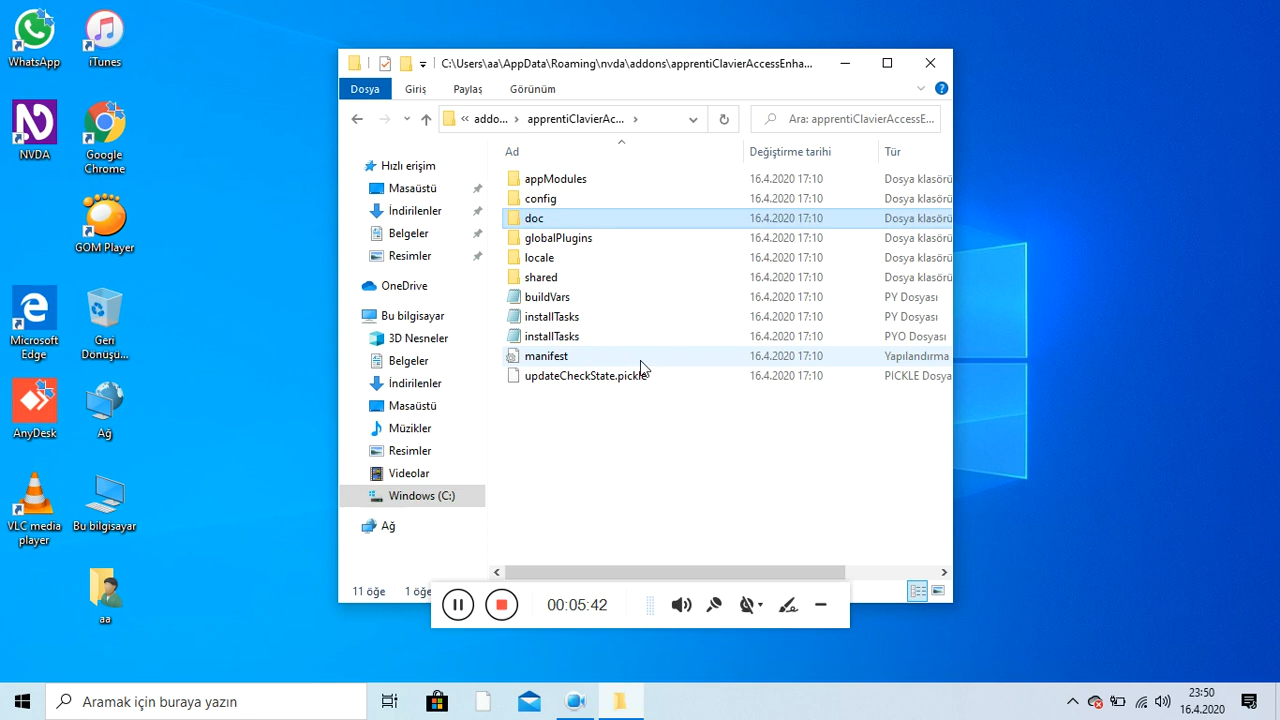 WhatsApp
iTunes
NVDA
Google
Chrome
GOM Player
Microsoft
Edge
Geri
Dönüşü...
AnyDesk
Ağ
VLC media
player
Bu bilgisayar
aa
C:\Users\aa\AppData\Roaming\nvda\addons\apprentiClavierAccessEnha...
Dosya Giriş Paylaş Görünüm
« addo... › apprentiClavierAc... ›
Ara: apprentiClavierAccessE...
Hızlı erişim
Masaüstü
İndirilenler
Belgeler
Resimler
OneDrive
Bu bilgisayar
3D Nesneler
Belgeler
İndirilenler
Masaüstü
Müzikler
Resimler
Videolar
Windows (C:)
Ağ
Ad Değiştirme tarihi Tür
appModules 16.4.2020 17:10 Dosya klasörü
config 16.4.2020 17:10 Dosya klasörü
doc 16.4.2020 17:10 Dosya klasörü
globalPlugins 16.4.2020 17:10 Dosya klasörü
locale 16.4.2020 17:10 Dosya klasörü
shared 16.4.2020 17:10 Dosya klasörü
buildVars 16.4.2020 17:10 PY Dosyası
installTasks 16.4.2020 17:10 PY Dosyası
installTasks 16.4.2020 17:10 PYO Dosyası
manifest 16.4.2020 17:10 Yapılandırma
updateCheckState.pickle 16.4.2020 17:10 PICKLE Dosya
11 öğe 1 öğe
00:05:42
Aramak için buraya yazın
23:50
16.4.2020